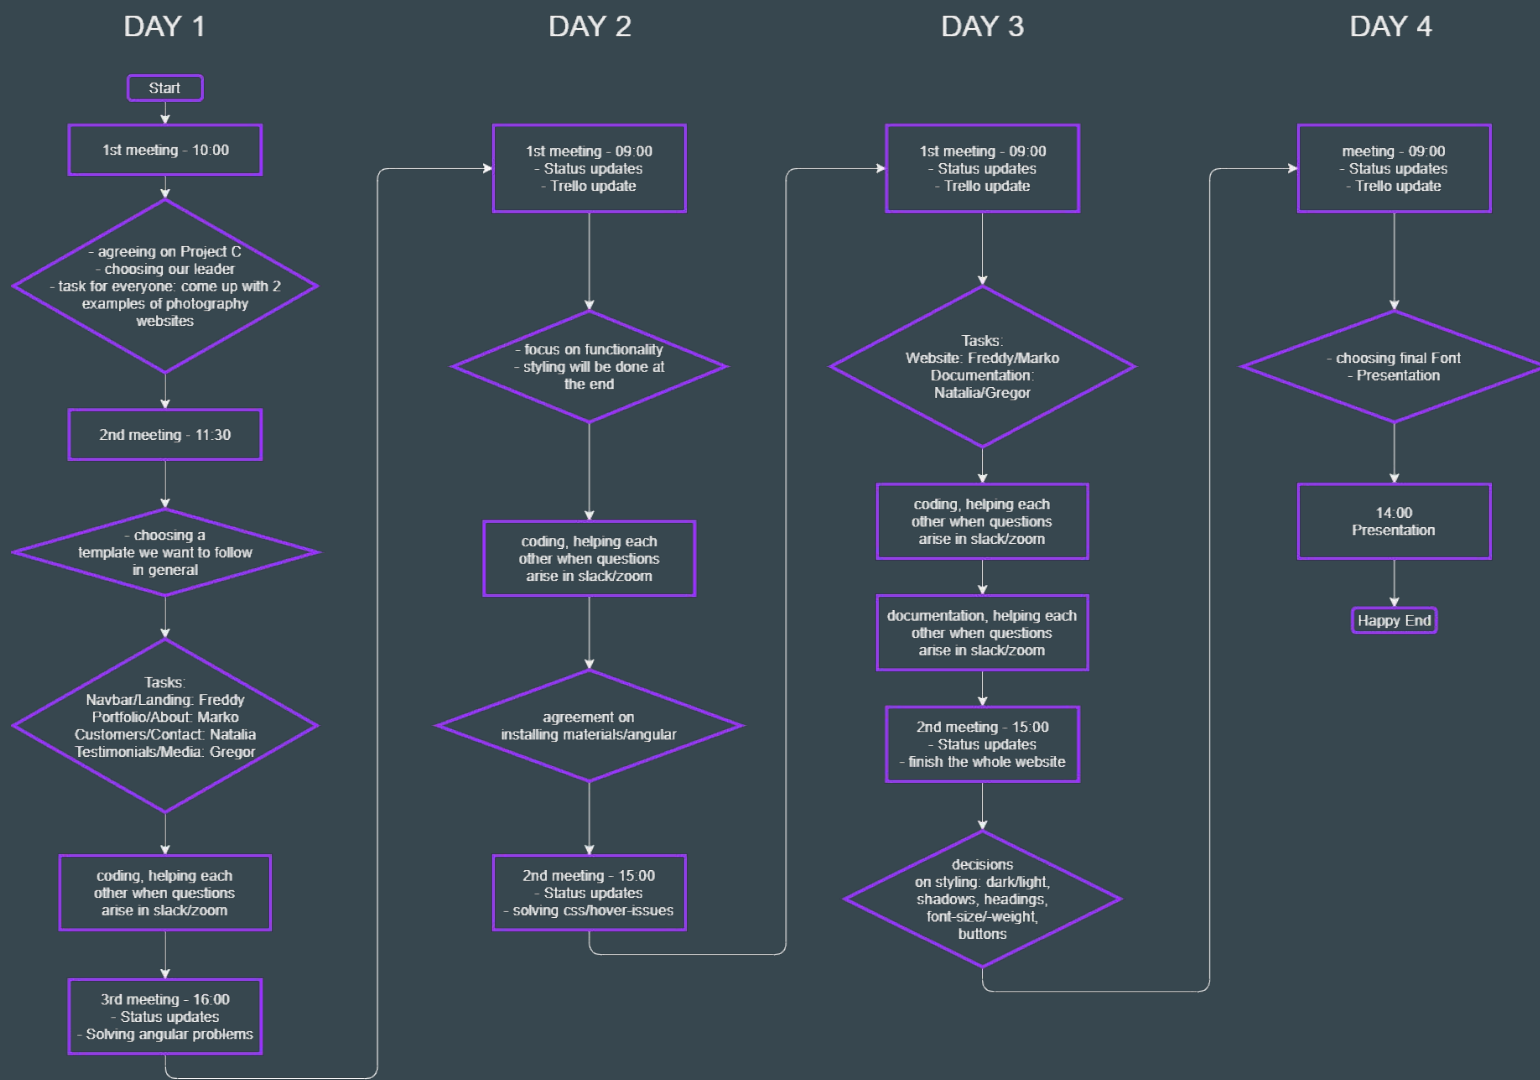 DAY 1
Start
1st meeting - 10:00
- agreeing on Project C
- choosing our leader
- task for everyone: come up with 2
examples of photography
websites
2nd meeting - 11:30
- choosing a
template we want to follow
in general
Tasks:
Navbar/Landing: Freddy
Portfolio/About: Marko
Customers/Contact: Natalia
Testimonials/Media: Gregor
coding, helping each
other when questions
arise in slack/zoom
3rd meeting - 16:00
- Status updates
- Solving angular problems
DAY 2
1st meeting - 09:00
- Status updates
- Trello update
- focus on functionality
- styling will be done at
the end
coding, helping each
other when questions
arise in slack/zoom
agreement on
installing materials/angular
2nd meeting - 15:00
- Status updates
- solving css/hover-issues
DAY 3
1st meeting - 09:00
- Status updates
- Trello update
Tasks:
Website: Freddy/Marko
Documentation:
Natalia/Gregor
coding, helping each
other when questions
arise in slack/zoom
documentation, helping each
other when questions
arise in slack/zoom
2nd meeting - 15:00
- Status updates
- finish the whole website
decisions
on styling: dark/light,
shadows, headings,
font-size/-weight,
buttons
DAY 4
meeting - 09:00
- Status updates
- Trello update
- choosing final Font
- Presentation
14:00
Presentation
Happy End